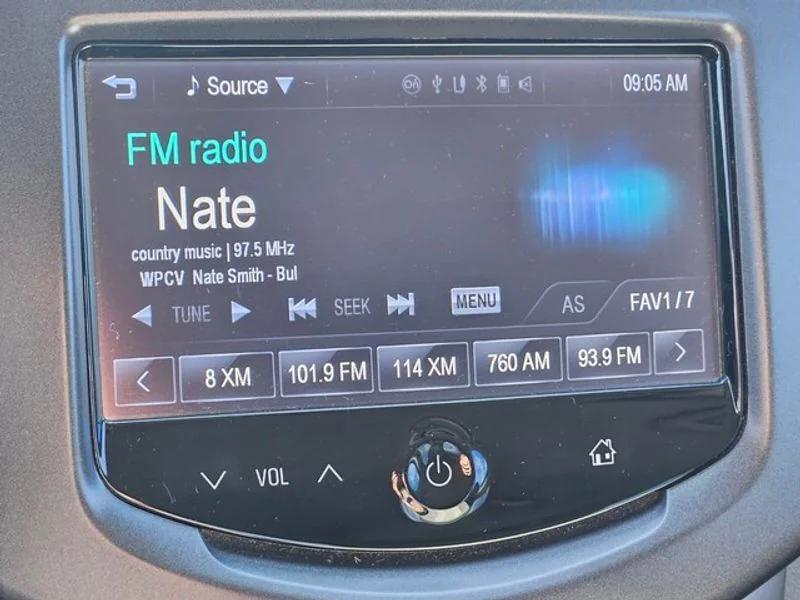 Source 09:05 AM
FM radio
Nate
country music | 97.5 MHz
WPCV Nate Smith - Bul
TUNE SEEK MENU AS FAV1 / 7
8 XM 101.9 FM 114 XM 760 AM 93.9 FM
VOL